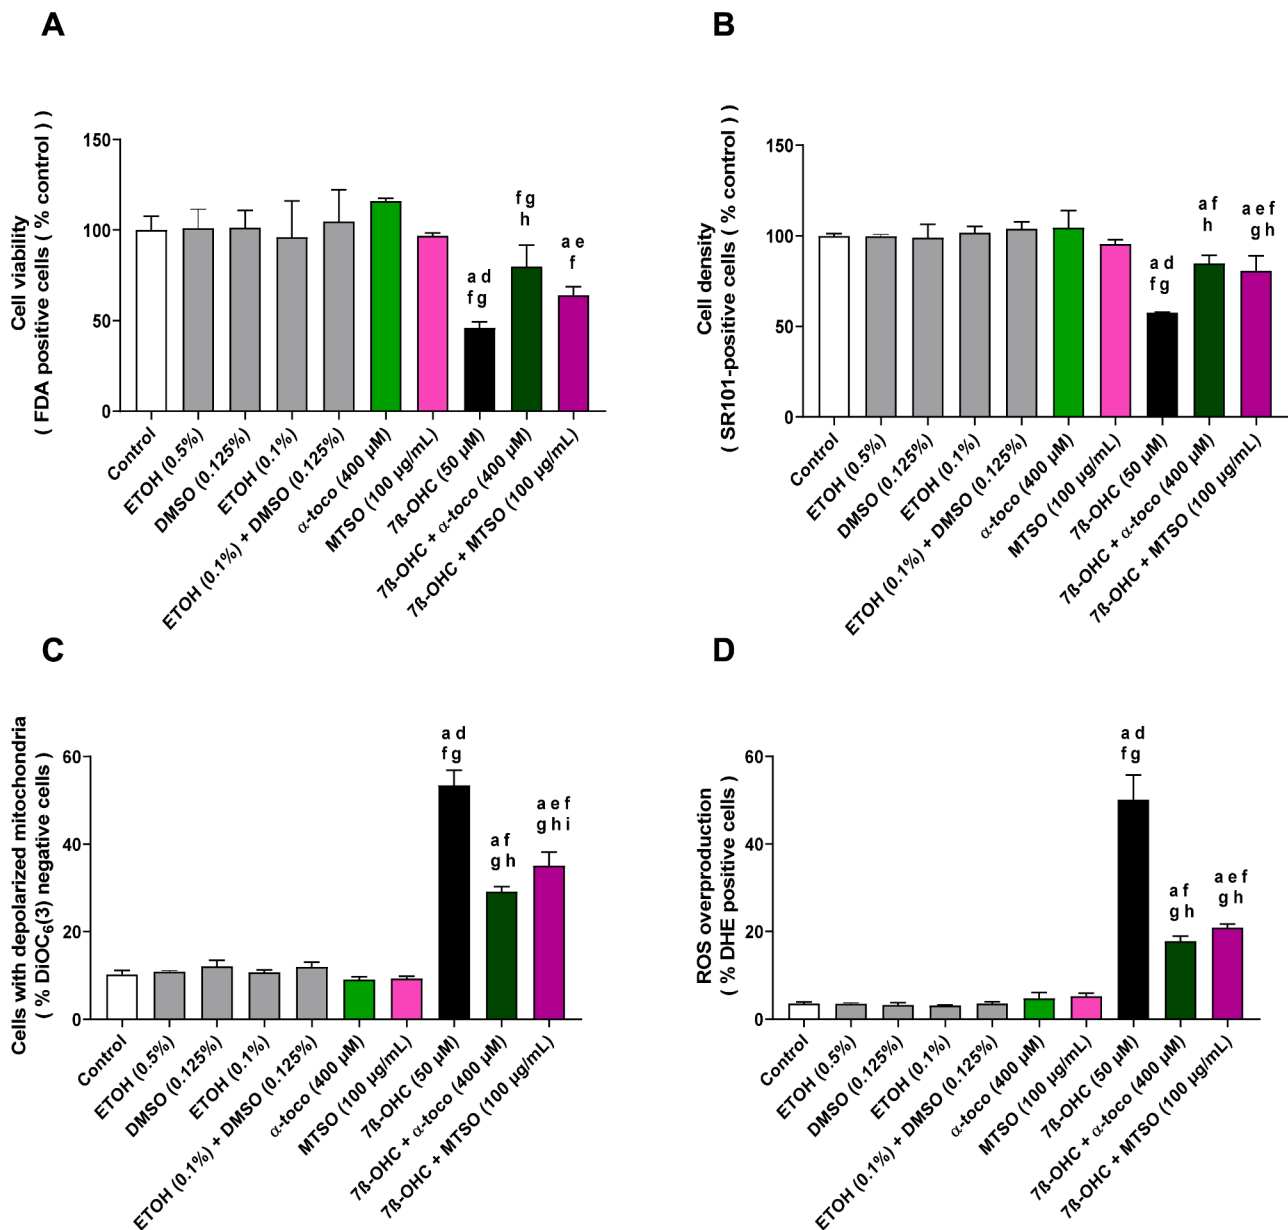 A
Cell viability
( FDA positive cells ( % control ) )
150
100
50
0
a d
f g
f g
h
a e
f
Control
ETOH (0.5%)
DMSO (0.125%)
ETOH (0.1%)
ETOH (0.1%) + DMSO (0.125%)
α-toco (400 µM)
MTSO (100 µg/mL)
7ß-OHC (50 µM)
7ß-OHC + α-toco (400 µM)
7ß-OHC + MTSO (100 µg/mL)
B
Cell density
( SR101-positive cells ( % control ) )
150
100
50
0
a d
f g
a f
h
a e f
g h
Control
ETOH (0.5%)
DMSO (0.125%)
ETOH (0.1%)
ETOH (0.1%) + DMSO (0.125%)
α-toco (400 µM)
MTSO (100 µg/mL)
7ß-OHC (50 µM)
7ß-OHC + α-toco (400 µM)
7ß-OHC + MTSO (100 µg/mL)
C
Cells with depolarized mitochondria
( % DiOC₆(3) negative cells )
60
40
20
0
a d
f g
a f
g h
a e f
g h i
Control
ETOH (0.5%)
DMSO (0.125%)
ETOH (0.1%)
ETOH (0.1%) + DMSO (0.125%)
α-toco (400 µM)
MTSO (100 µg/mL)
7ß-OHC (50 µM)
7ß-OHC + α-toco (400 µM)
7ß-OHC + MTSO (100 µg/mL)
D
ROS overproduction
( % DHE positive cells )
60
40
20
0
a d
f g
a f
g h
a e f
g h
Control
ETOH (0.5%)
DMSO (0.125%)
ETOH (0.1%)
ETOH (0.1%) + DMSO (0.125%)
α-toco (400 µM)
MTSO (100 µg/mL)
7ß-OHC (50 µM)
7ß-OHC + α-toco (400 µM)
7ß-OHC + MTSO (100 µg/mL)